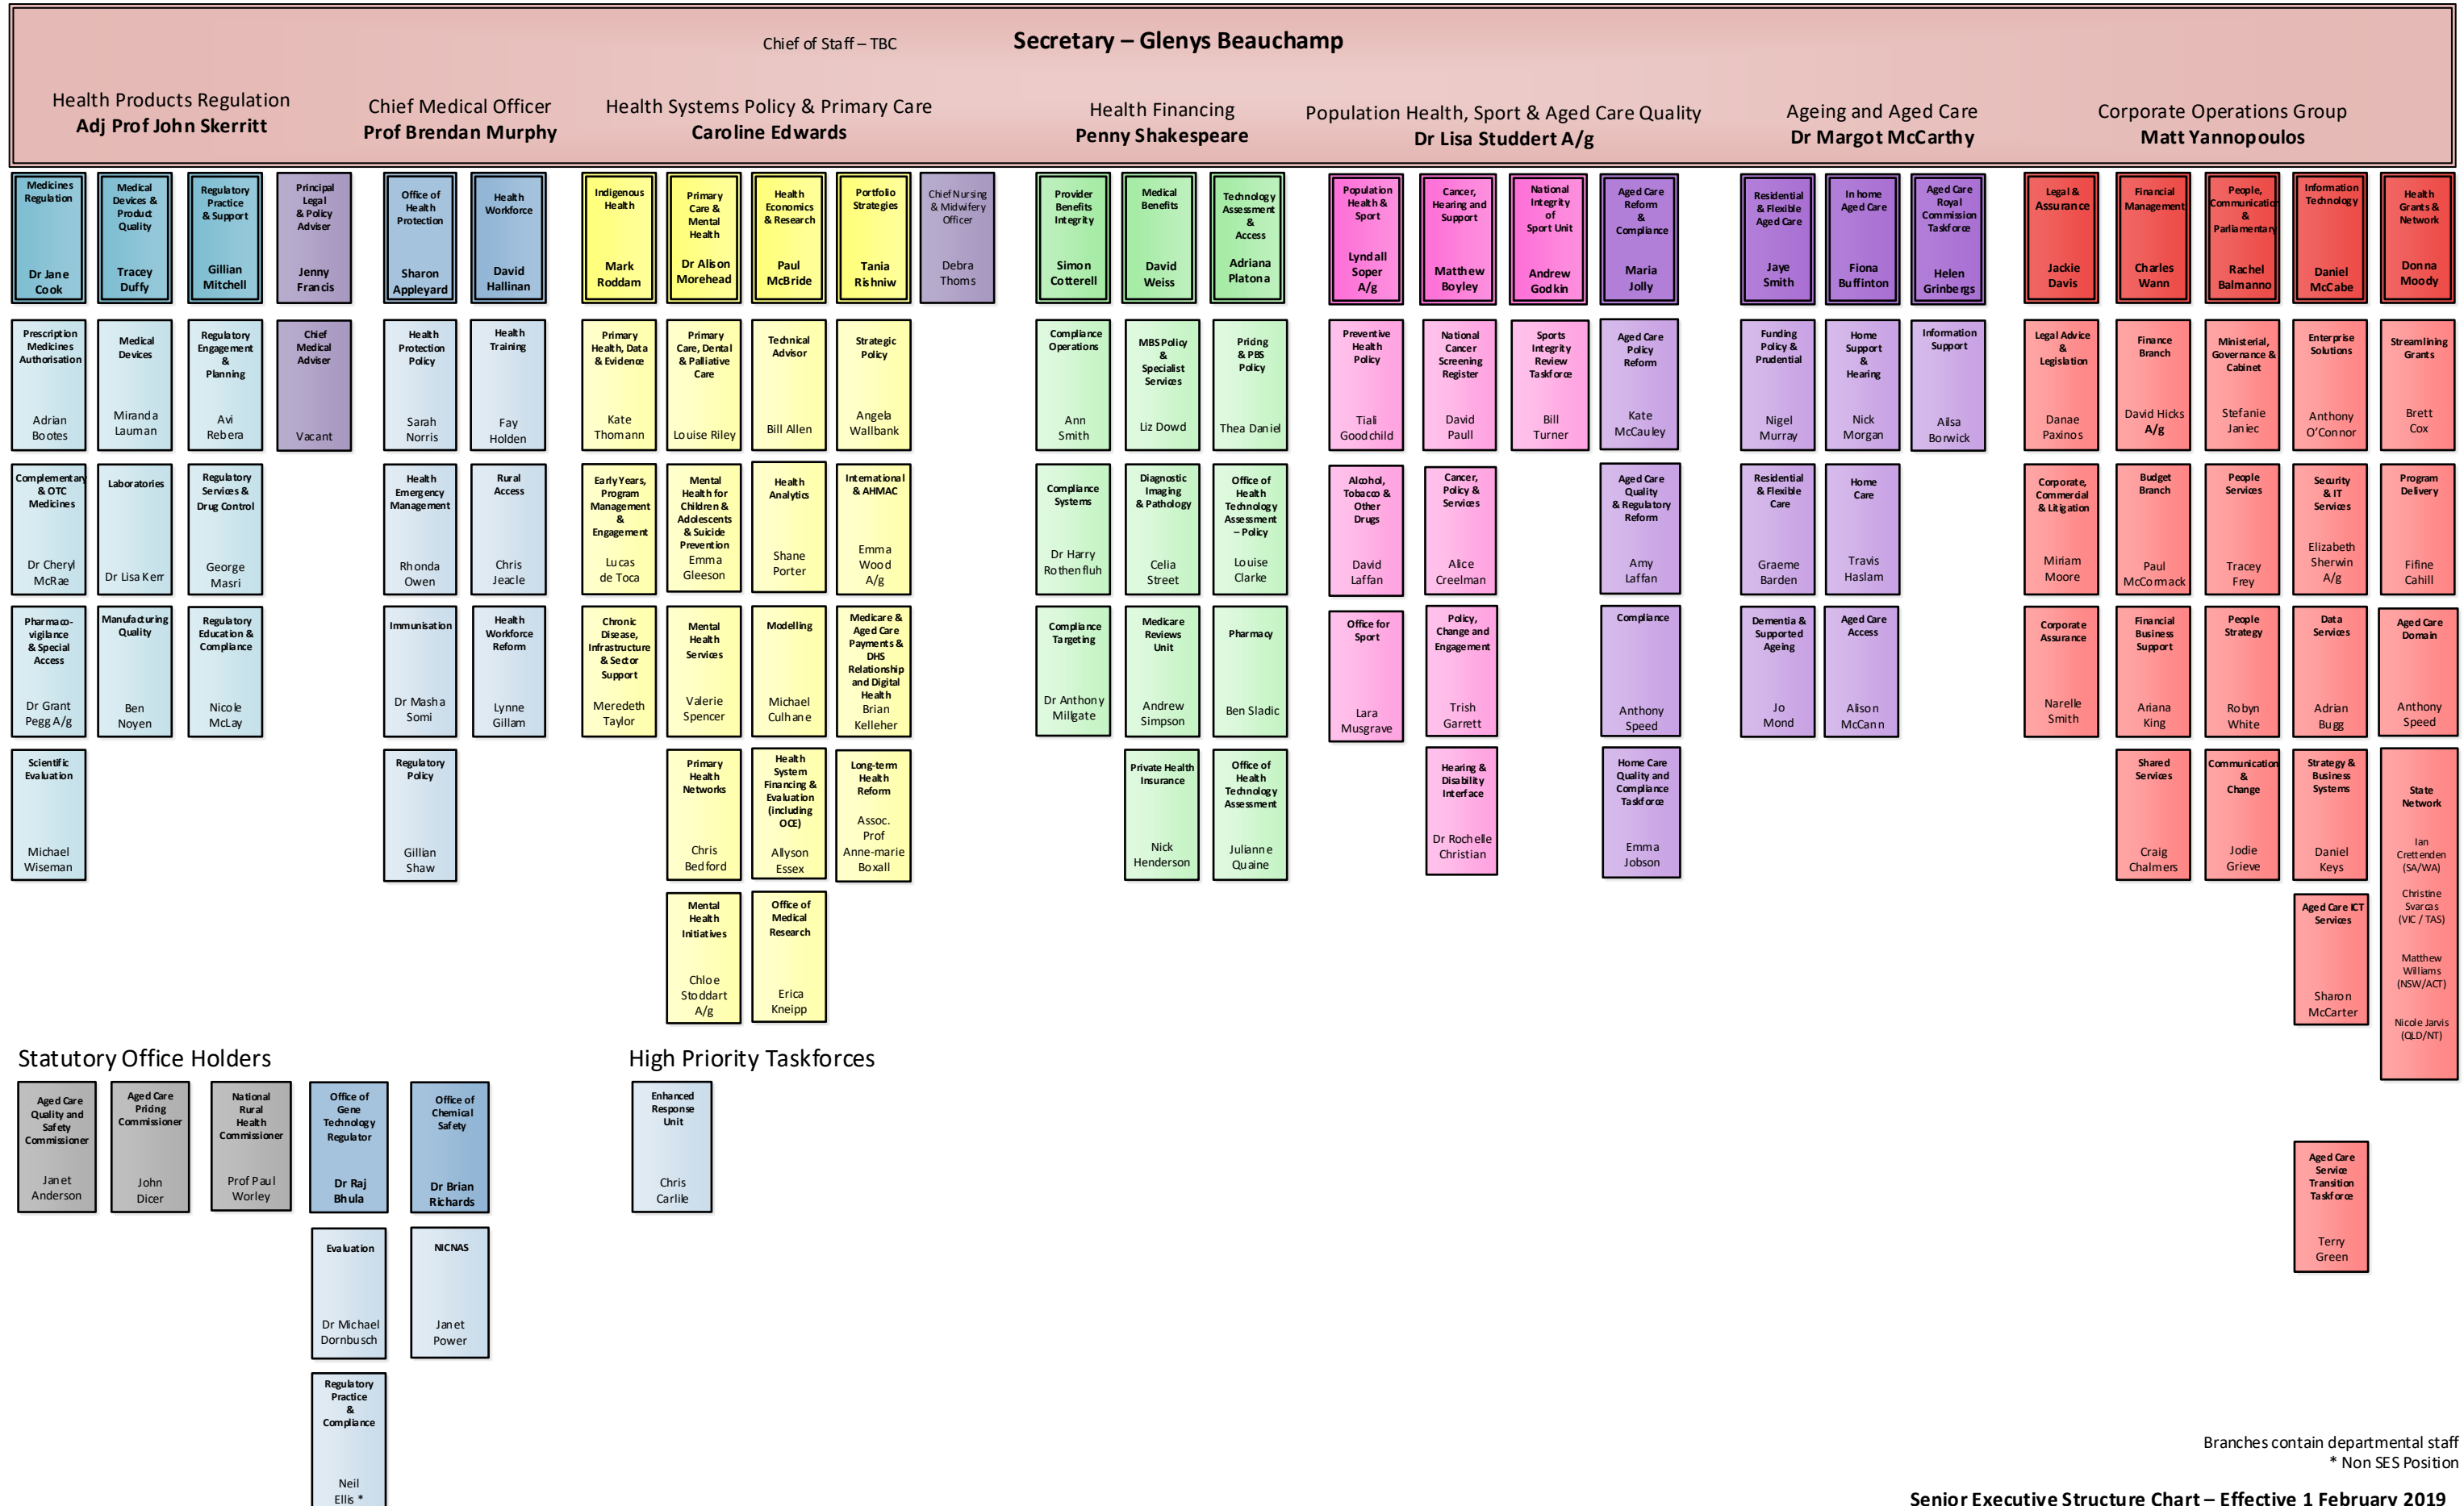 Chief of Staff – TBC
Secretary – Glenys Beauchamp
Health Products Regulation
Adj Prof John Skerritt
Chief Medical Officer
Prof Brendan Murphy
Health Systems Policy & Primary Care
Caroline Edwards
Health Financing
Penny Shakespeare
Population Health, Sport & Aged Care Quality
Dr Lisa Studdert A/g
Ageing and Aged Care
Dr Margot McCarthy
Corporate Operations Group
Matt Yannopoulos
Medicines
Regulation
Dr Jane
Cook
Medical
Devices &
Product
Quality
Tracey
Duffy
Regulatory
Practice
& Support
Gillian
Mitchell
Principal
Legal
& Policy
Adviser
Jenny
Francis
Office of
Health
Protection
Sharon
Appleyard
Health
Workforce
David
Hallinan
Indigenous
Health
Mark
Roddam
Primary
Care &
Mental
Health
Dr Alison
Morehead
Health
Economics
& Research
Paul
McBride
Portfolio
Strategies
Tania
Rishniw
Chief Nursing
& Midwifery
Officer
Debra
Thoms
Provider
Benefits
Integrity
Simon
Cotterell
Medical
Benefits
David
Weiss
Technology
Assessment
&
Access
Adriana
Platona
Population
Health &
Sport
Lyndall
Soper
A/g
Cancer,
Hearing and
Support
Matthew
Boyley
National
Integrity
of
Sport Unit
Andrew
Godkin
Aged Care
Reform
&
Compliance
Maria
Jolly
Residential
& Flexible
Aged Care
Jaye
Smith
In home
Aged Care
Fiona
Buffinton
Aged Care
Royal
Commission
Taskforce
Helen
Grinbergs
Legal &
Assurance
Jackie
Davis
Financial
Management
Charles
Wann
People,
Communication
&
Parliamentary
Rachel
Balmanno
Information
Technology
Daniel
McCabe
Health
Grants &
Network
Donna
Moody
Prescription
Medicines
Authorisation
Adrian
Bootes
Medical
Devices
Miranda
Lauman
Regulatory
Engagement
&
Planning
Avi
Rebera
Chief
Medical
Adviser
Vacant
Health
Protection
Policy
Sarah
Norris
Health
Training
Fay
Holden
Primary
Health, Data
& Evidence
Kate
Thomann
Primary
Care, Dental
& Palliative
Care
Louise Riley
Technical
Advisor
Bill Allen
Strategic
Policy
Angela
Wallbank
Compliance
Operations
Ann
Smith
MBS Policy
&
Specialist
Services
Liz Dowd
Pricing
& PBS
Policy
Thea Daniel
Preventive
Health
Policy
Tiali
Goodchild
National
Cancer
Screening
Register
David
Paull
Sports
Integrity
Review
Taskforce
Bill
Turner
Aged Care
Policy
Reform
Kate
McCauley
Funding
Policy &
Prudential
Nigel
Murray
Home
Support
&
Hearing
Nick
Morgan
Information
Support
Ailsa
Borwick
Legal Advice
&
Legislation
Danae
Paxinos
Finance
Branch
David Hicks
A/g
Ministerial,
Governance &
Cabinet
Stefanie
Janiec
Enterprise
Solutions
Anthony
O'Connor
Streamlining
Grants
Brett
Cox
Complementary
& OTC
Medicines
Dr Cheryl
McRae
Laboratories
Dr Lisa Kerr
Regulatory
Services &
Drug Control
George
Masri
Health
Emergency
Management
Rhonda
Owen
Rural
Access
Chris
Jeacle
Early Years,
Program
Management
&
Engagement
Lucas
de Toca
Mental
Health for
Children &
Adolescents
& Suicide
Prevention
Emma
Gleeson
Health
Analytics
Shane
Porter
International
& AHMAC
Emma
Wood
A/g
Compliance
Systems
Dr Harry
Rothenfluh
Diagnostic
Imaging
& Pathology
Celia
Street
Office of
Health
Technology
Assessment
– Policy
Louise
Clarke
Alcohol,
Tobacco &
Other
Drugs
David
Laffan
Cancer,
Policy &
Services
Alice
Creelman
Aged Care
Quality
& Regulatory
Reform
Amy
Laffan
Residential
& Flexible
Care
Graeme
Barden
Home
Care
Travis
Haslam
Corporate,
Commercial
& Litigation
Miriam
Moore
Budget
Branch
Paul
McCormack
People
Services
Tracey
Frey
Security
& IT
Services
Elizabeth
Sherwin
A/g
Program
Delivery
Fifine
Cahill
Pharmaco-
vigilance
& Special
Access
Dr Grant
Pegg A/g
Manufacturing
Quality
Ben
Noyen
Regulatory
Education &
Compliance
Nicole
McLay
Immunisation
Dr Masha
Somi
Health
Workforce
Reform
Lynne
Gillam
Chronic
Disease,
Infrastructure
& Sector
Support
Meredeth
Taylor
Mental
Health
Services
Valerie
Spencer
Modelling
Michael
Culhane
Medicare &
Aged Care
Payments &
DHS
Relationship
and Digital
Health
Brian
Kelleher
Compliance
Targeting
Dr Anthony
Millgate
Medicare
Reviews
Unit
Andrew
Simpson
Pharmacy
Ben Sladic
Office for
Sport
Lara
Musgrave
Policy,
Change and
Engagement
Trish
Garrett
Compliance
Anthony
Speed
Dementia &
Supported
Ageing
Jo
Mond
Aged Care
Access
Alison
McCann
Corporate
Assurance
Narelle
Smith
Financial
Business
Support
Ariana
King
People
Strategy
Robyn
White
Data
Services
Adrian
Bugg
Aged Care
Domain
Anthony
Speed
Scientific
Evaluation
Michael
Wiseman
Regulatory
Policy
Gillian
Shaw
Primary
Health
Networks
Chris
Bedford
Health
System
Financing &
Evaluation
(including
OCE)
Allyson
Essex
Long-term
Health
Reform
Assoc.
Prof
Anne-marie
Boxall
Private Health
Insurance
Nick
Henderson
Office of
Health
Technology
Assessment
Julianne
Quaine
Hearing &
Disability
Interface
Dr Rochelle
Christian
Home Care
Quality and
Compliance
Taskforce
Emma
Jobson
Shared
Services
Craig
Chalmers
Communication
&
Change
Jodie
Grieve
Strategy &
Business
Systems
Daniel
Keys
State
Network
Ian
Crettenden
(SA/WA)
Christine
Svarcas
(VIC / TAS)
Matthew
Williams
(NSW/ACT)
Nicole Jarvis
(QLD/NT)
Mental
Health
Initiatives
Chloe
Stoddart
A/g
Office of
Medical
Research
Erica
Kneipp
Aged Care ICT
Services
Sharon
McCarter
Statutory Office Holders
High Priority Taskforces
Aged Care
Quality and
Safety
Commissioner
Janet
Anderson
Aged Care
Pricing
Commissioner
John
Dicer
National
Rural
Health
Commissioner
Prof Paul
Worley
Office of
Gene
Technology
Regulator
Dr Raj
Bhula
Office of
Chemical
Safety
Dr Brian
Richards
Enhanced
Response
Unit
Chris
Carlile
Aged Care
Service
Transition
Taskforce
Terry
Green
Evaluation
Dr Michael
Dornbusch
NICNAS
Janet
Power
Regulatory
Practice
&
Compliance
Neil
Ellis *
Branches contain departmental staff
* Non SES Position
Senior Executive Structure Chart – Effective 1 February 2019